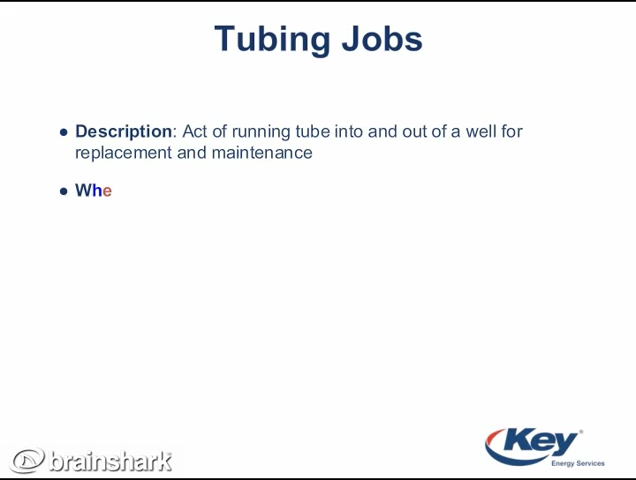 Tubing Jobs
● Description: Act of running tube into and out of a well for
replacement and maintenance
● Whe
Key®
Energy Services
brainshark